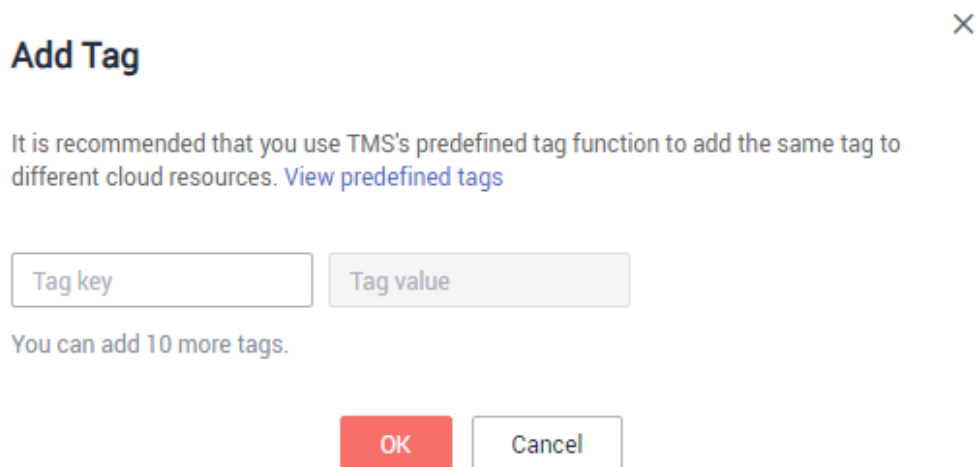 Add Tag
It is recommended that you use TMS's predefined tag function to add the same tag to
different cloud resources. View predefined tags
Tag key Tag value
You can add 10 more tags.
OK Cancel